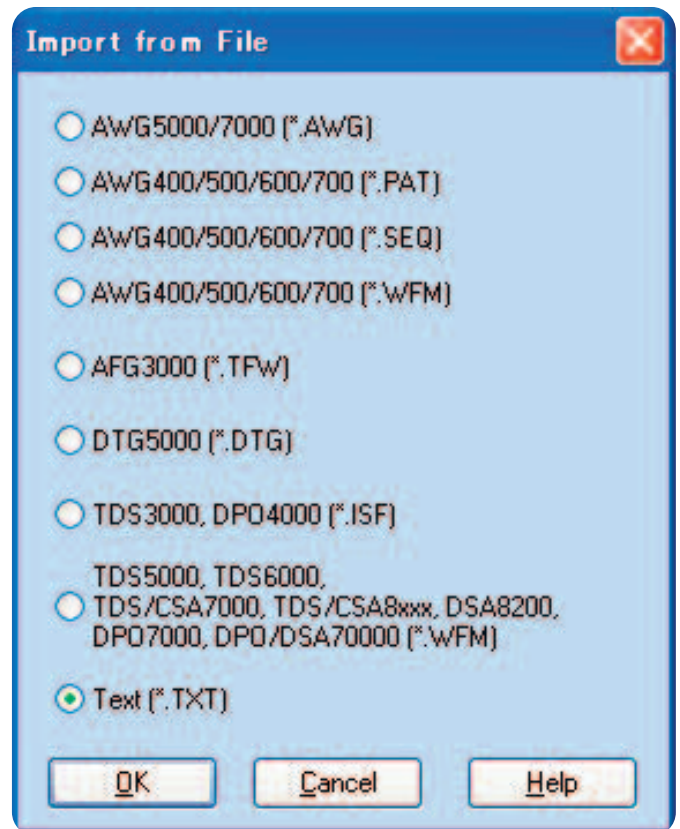 Import from File
AWG5000/7000 (*.AWG)
AWG400/500/600/700 (*.PAT)
AWG400/500/600/700 (*.SEQ)
AWG400/500/600/700 (*.WFM)
AFG3000 (*.TFW)
DTG5000 (*.DTG)
TDS3000, DPO4000 (*.ISF)
TDS5000, TDS6000,
TDS/CSA7000, TDS/CSA8xxx, DSA8200,
DPO7000, DPO/DSA70000 (*.WFM)
Text (*.TXT)
OK Cancel Help